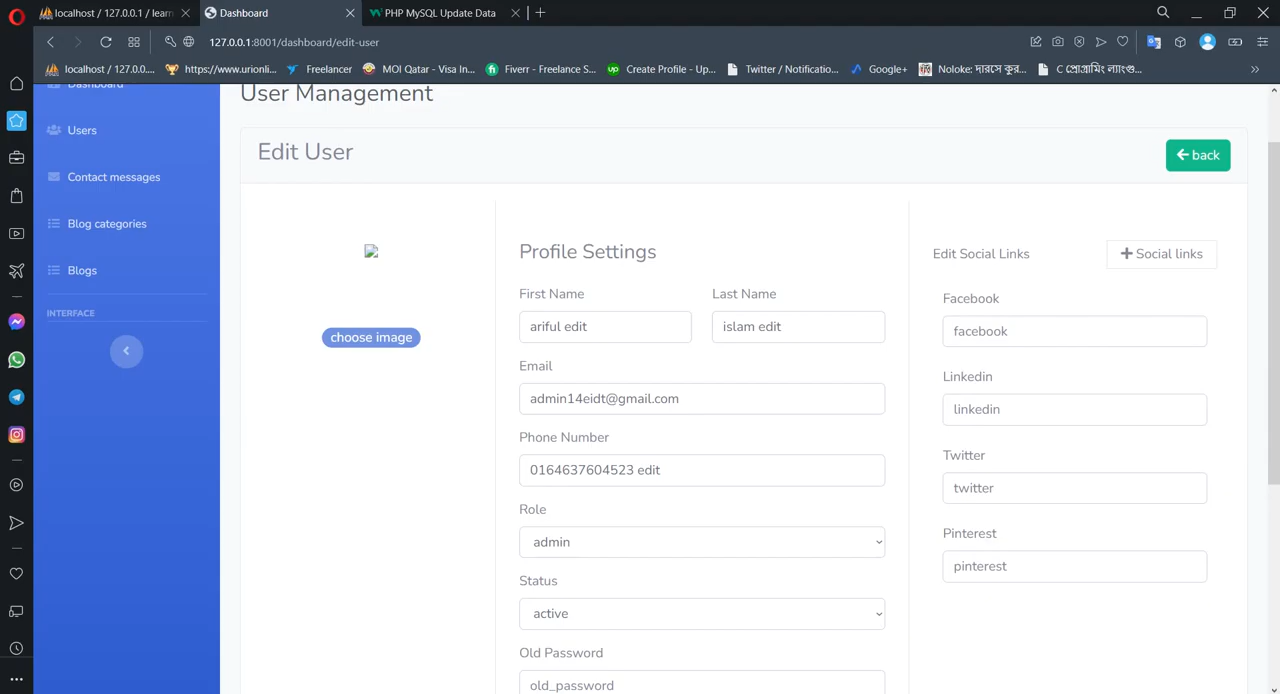 localhost / 127.0.0.1 / learn
Dashboard
PHP MySQL Update Data
127.0.0.1:8001/dashboard/edit-user
localhost / 127.0.0....
https://www.urionli...
Freelancer
MOI Qatar - Visa In...
Fiverr - Freelance S...
Create Profile - Up...
Twitter / Notificatio...
Google+
Noloke: দারসে কুর...
C প্রোগ্রামিং ল্যাংগু...
Dashboard
Users
Contact messages
Blog categories
Blogs
INTERFACE
User Management
Edit User
back
choose image
Profile Settings
First Name
Last Name
ariful edit
islam edit
Email
admin14eidt@gmail.com
Phone Number
0164637604523 edit
Role
admin
Status
active
Old Password
old_password
Edit Social Links
Social links
Facebook
facebook
Linkedin
linkedin
Twitter
twitter
Pinterest
pinterest